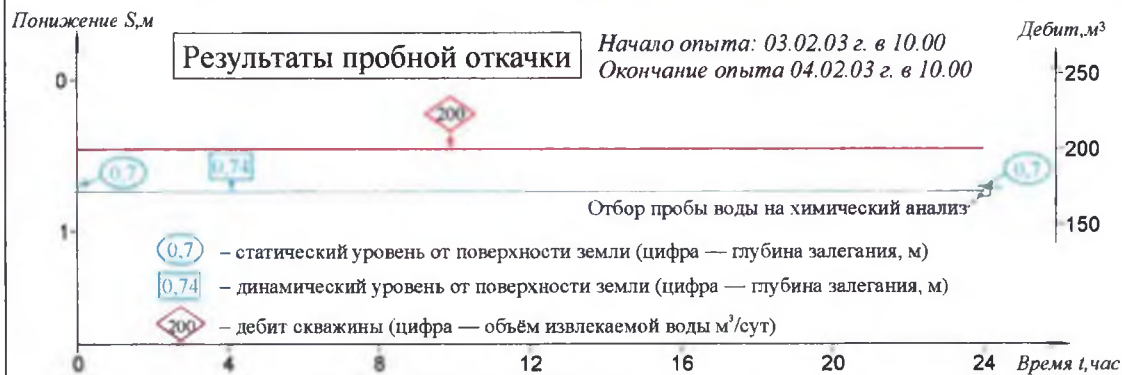 Понижение S,м
Дебит,м³
Результаты пробной откачки
Начало опыта: 03.02.03 г. в 10.00
Окончание опыта 04.02.03 г. в 10.00
0
250
200
200
0,7
0,74
0,7
Отбор пробы воды на химический анализ
150
1
0,7 – статический уровень от поверхности земли (цифра — глубина залегания, м)
0,74 – динамический уровень от поверхности земли (цифра — глубина залегания, м)
200 – дебит скважины (цифра — объём извлекаемой воды м³/сут)
0 4 8 12 16 20 24 Время t,час